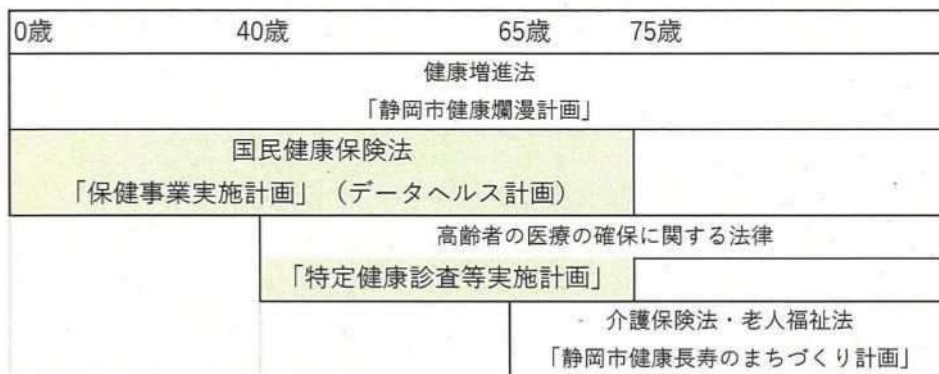 0歳 40歳 65歳 75歳
健康増進法
「静岡市健康爛漫計画」
国民健康保険法
「保健事業実施計画」（データヘルス計画）
高齢者の医療の確保に関する法律
「特定健康診査等実施計画」
介護保険法・老人福祉法
「静岡市健康長寿のまちづくり計画」